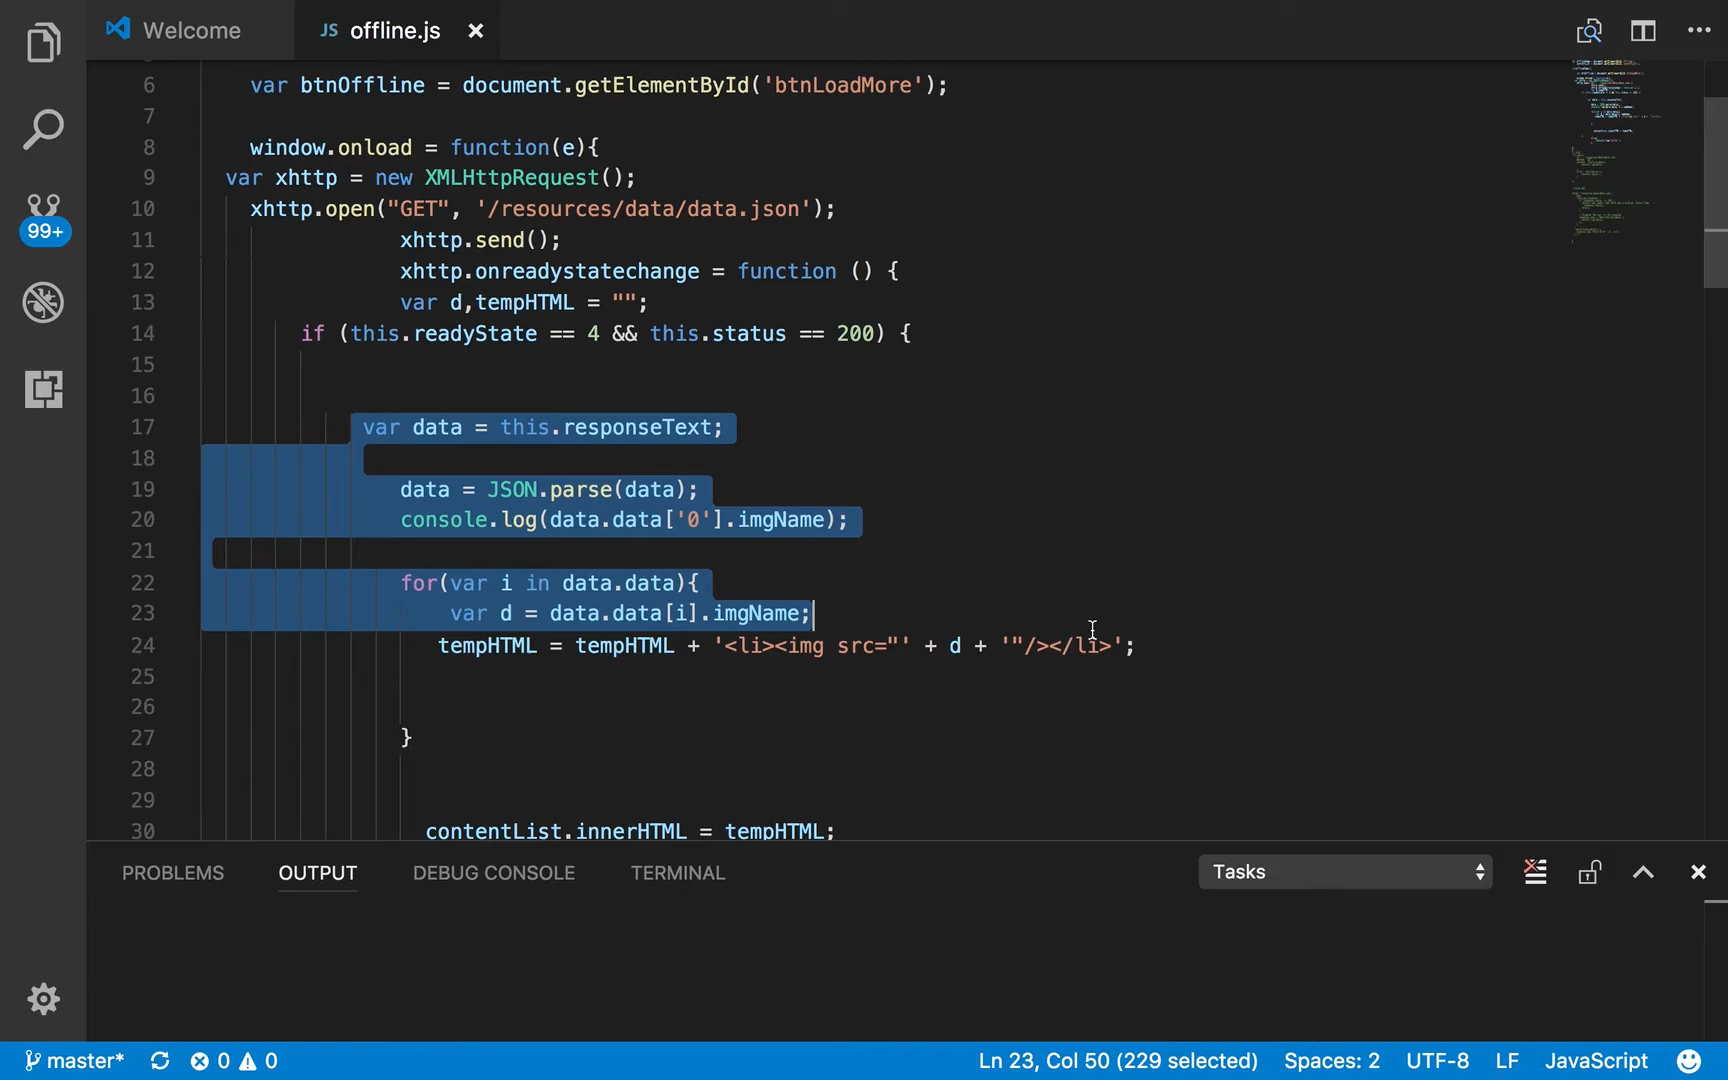 Welcome
JS offline.js
6 var btnOffline = document.getElementById('btnLoadMore');
7
8 window.onload = function(e){
9 var xhttp = new XMLHttpRequest();
10 xhttp.open("GET", '/resources/data/data.json');
11 xhttp.send();
12 xhttp.onreadystatechange = function () {
13 var d,tempHTML = "";
14 if (this.readyState == 4 && this.status == 200) {
15
16
17 var data = this.responseText;
18
19 data = JSON.parse(data);
20 console.log(data.data['0'].imgName);
21
22 for(var i in data.data){
23 var d = data.data[i].imgName;
24 tempHTML = tempHTML + '<li><img src="' + d + '"/></li>';
25
26
27 }
28
29
30 contentList.innerHTML = tempHTML;
99+
PROBLEMS OUTPUT DEBUG CONSOLE TERMINAL Tasks
master* 0 0 Ln 23, Col 50 (229 selected) Spaces: 2 UTF-8 LF JavaScript